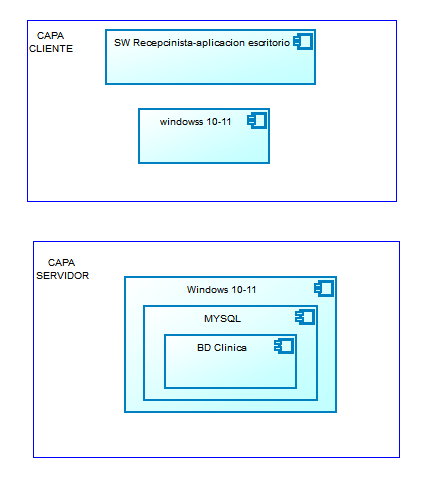 CAPA
CLIENTE
SW Recepcinista-aplicacion escritorio
windowss 10-11
CAPA
SERVIDOR
Windows 10-11
MYSQL
BD Clinica